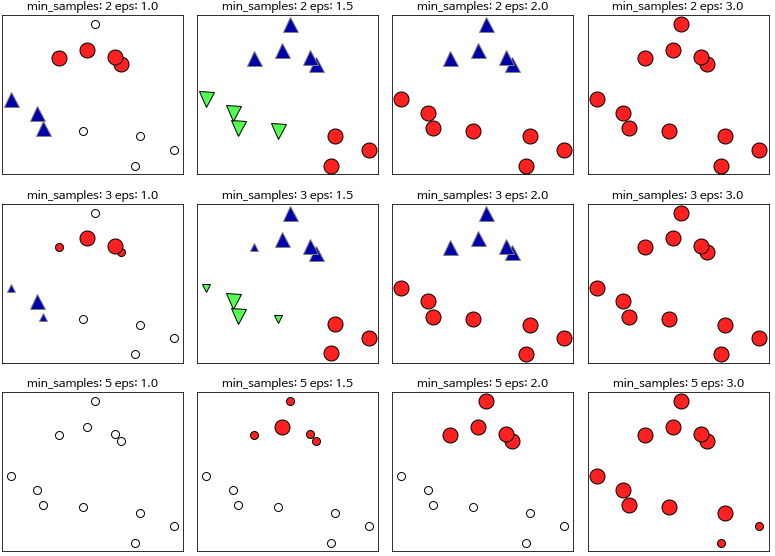 min_samples: 2 eps: 1.0
min_samples: 2 eps: 1.5
min_samples: 2 eps: 2.0
min_samples: 2 eps: 3.0
min_samples: 3 eps: 1.0
min_samples: 3 eps: 1.5
min_samples: 3 eps: 2.0
min_samples: 3 eps: 3.0
min_samples: 5 eps: 1.0
min_samples: 5 eps: 1.5
min_samples: 5 eps: 2.0
min_samples: 5 eps: 3.0